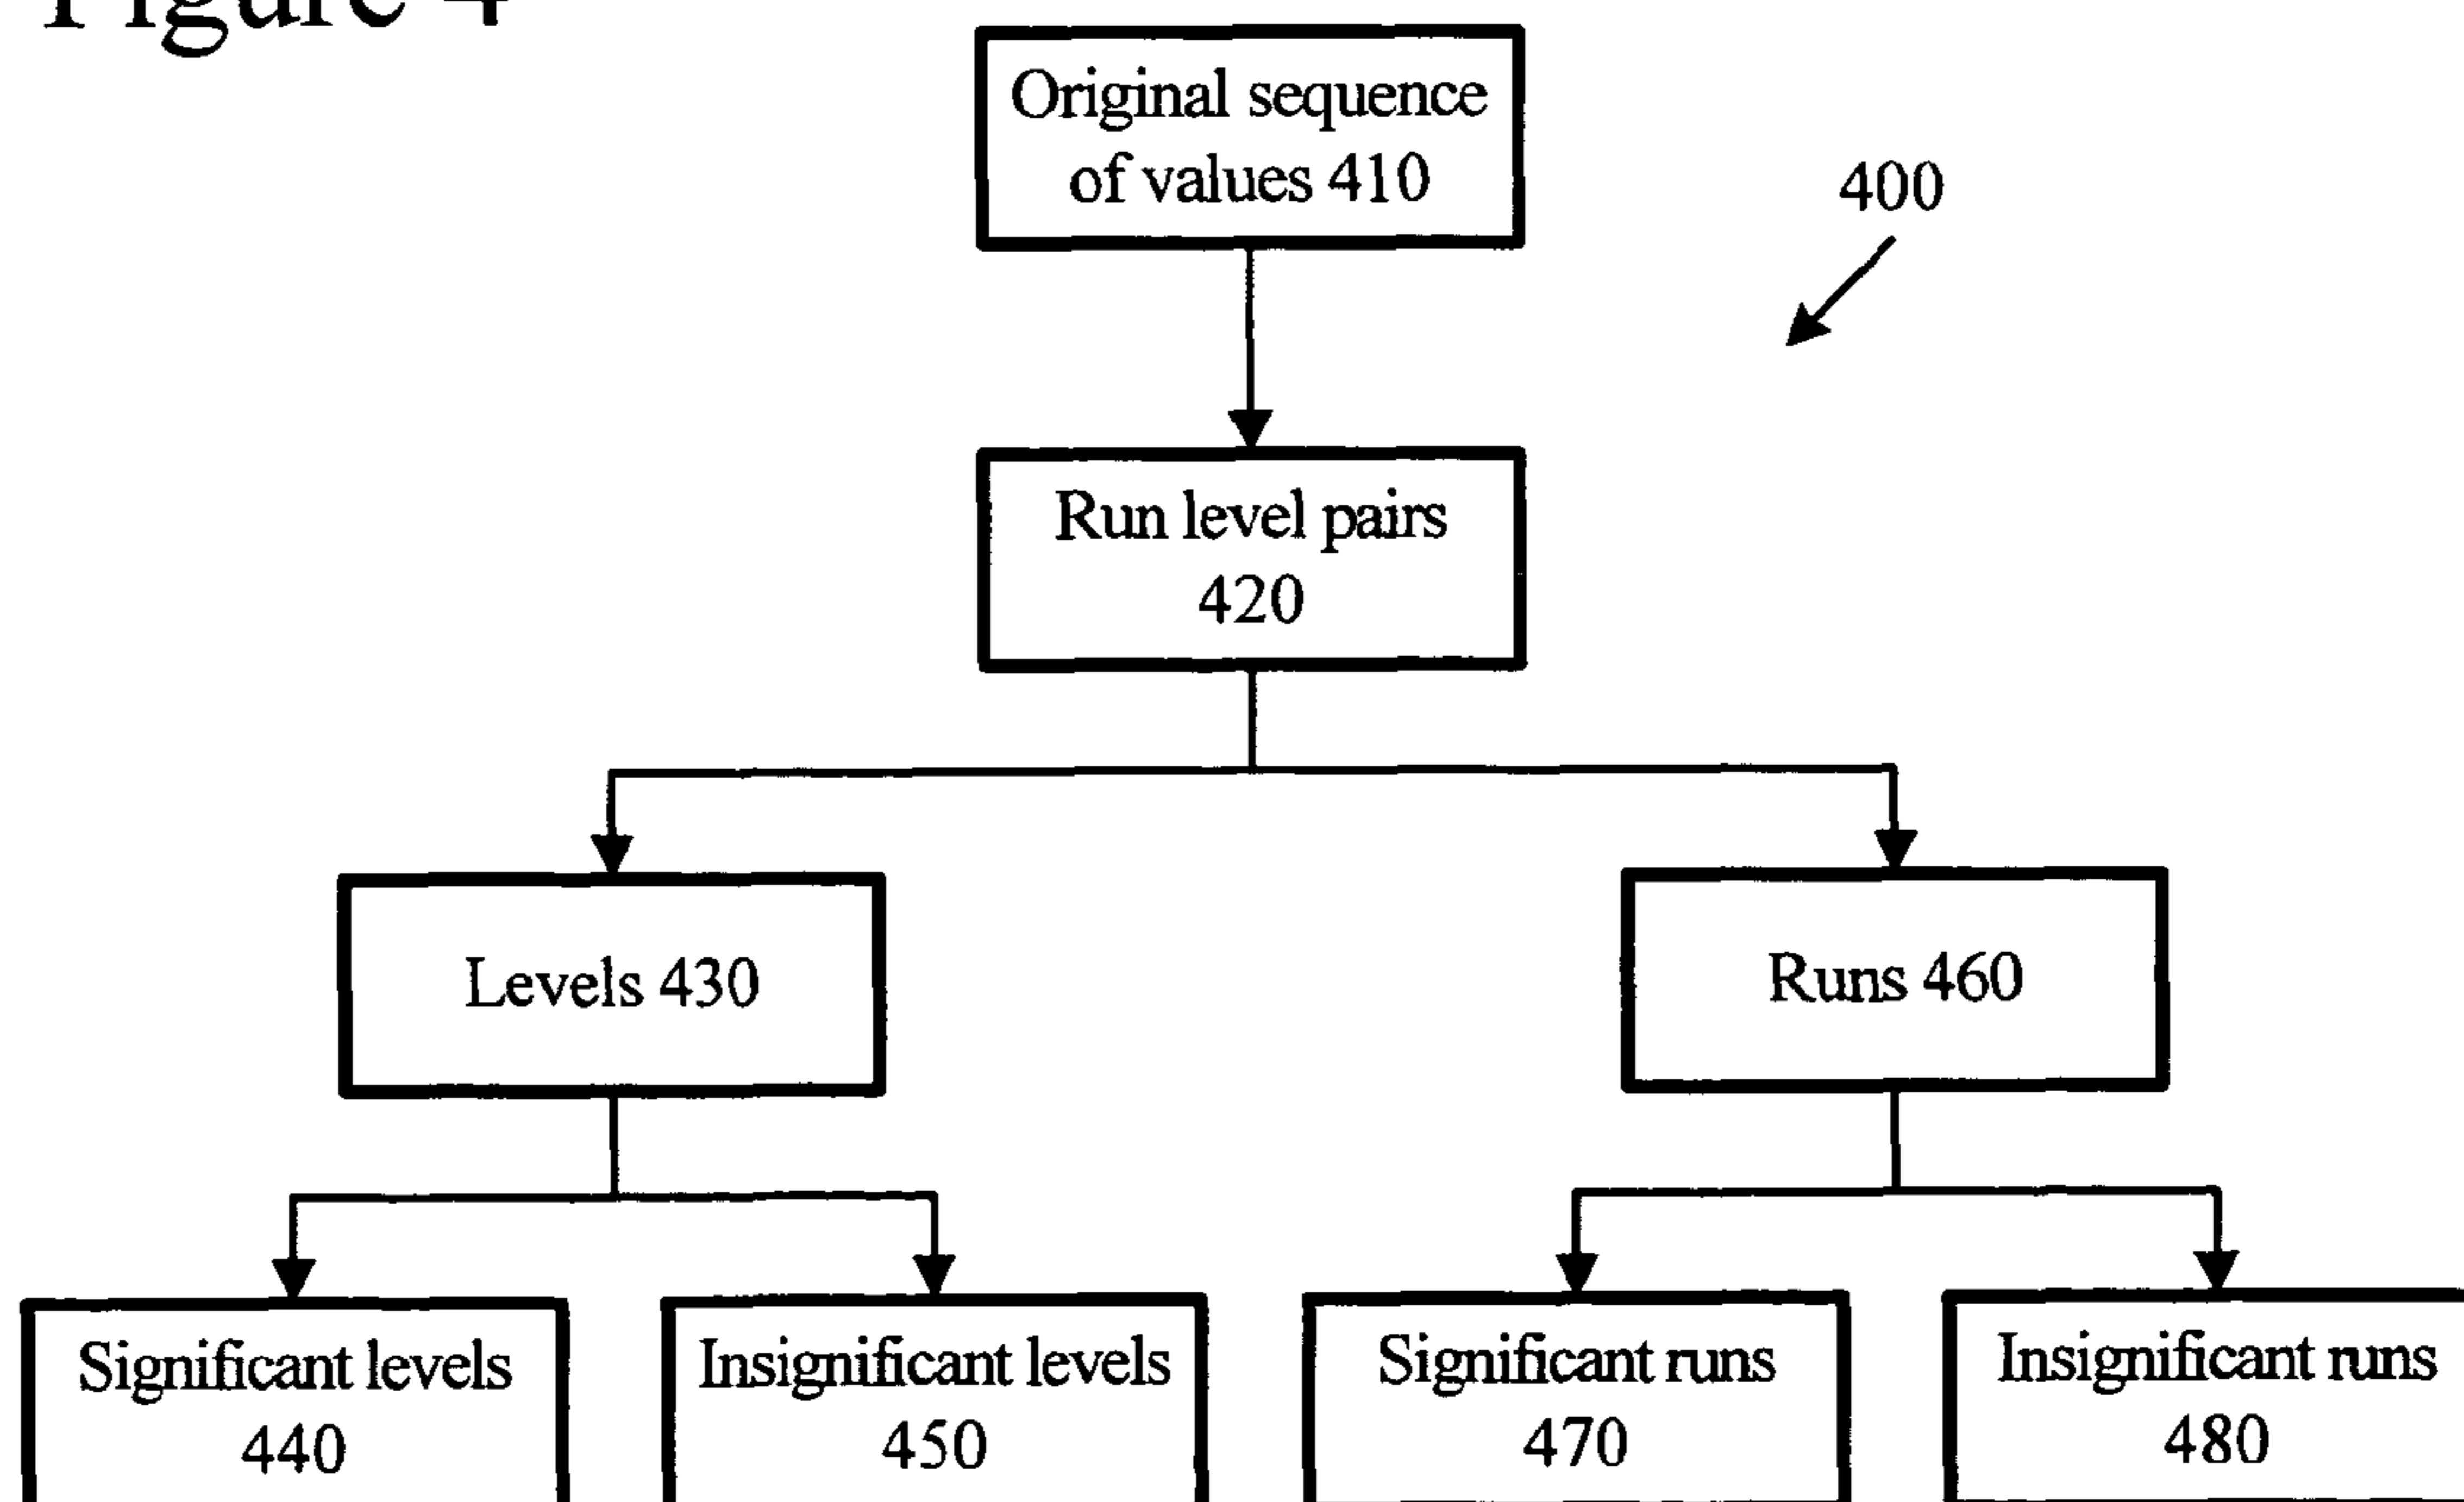 Figure 4
Original sequence
of values 410
400
Run level pairs
420
Levels 430
Runs 460
Significant levels
440
Insignificant levels
450
Significant runs
470
Insignificant runs
480